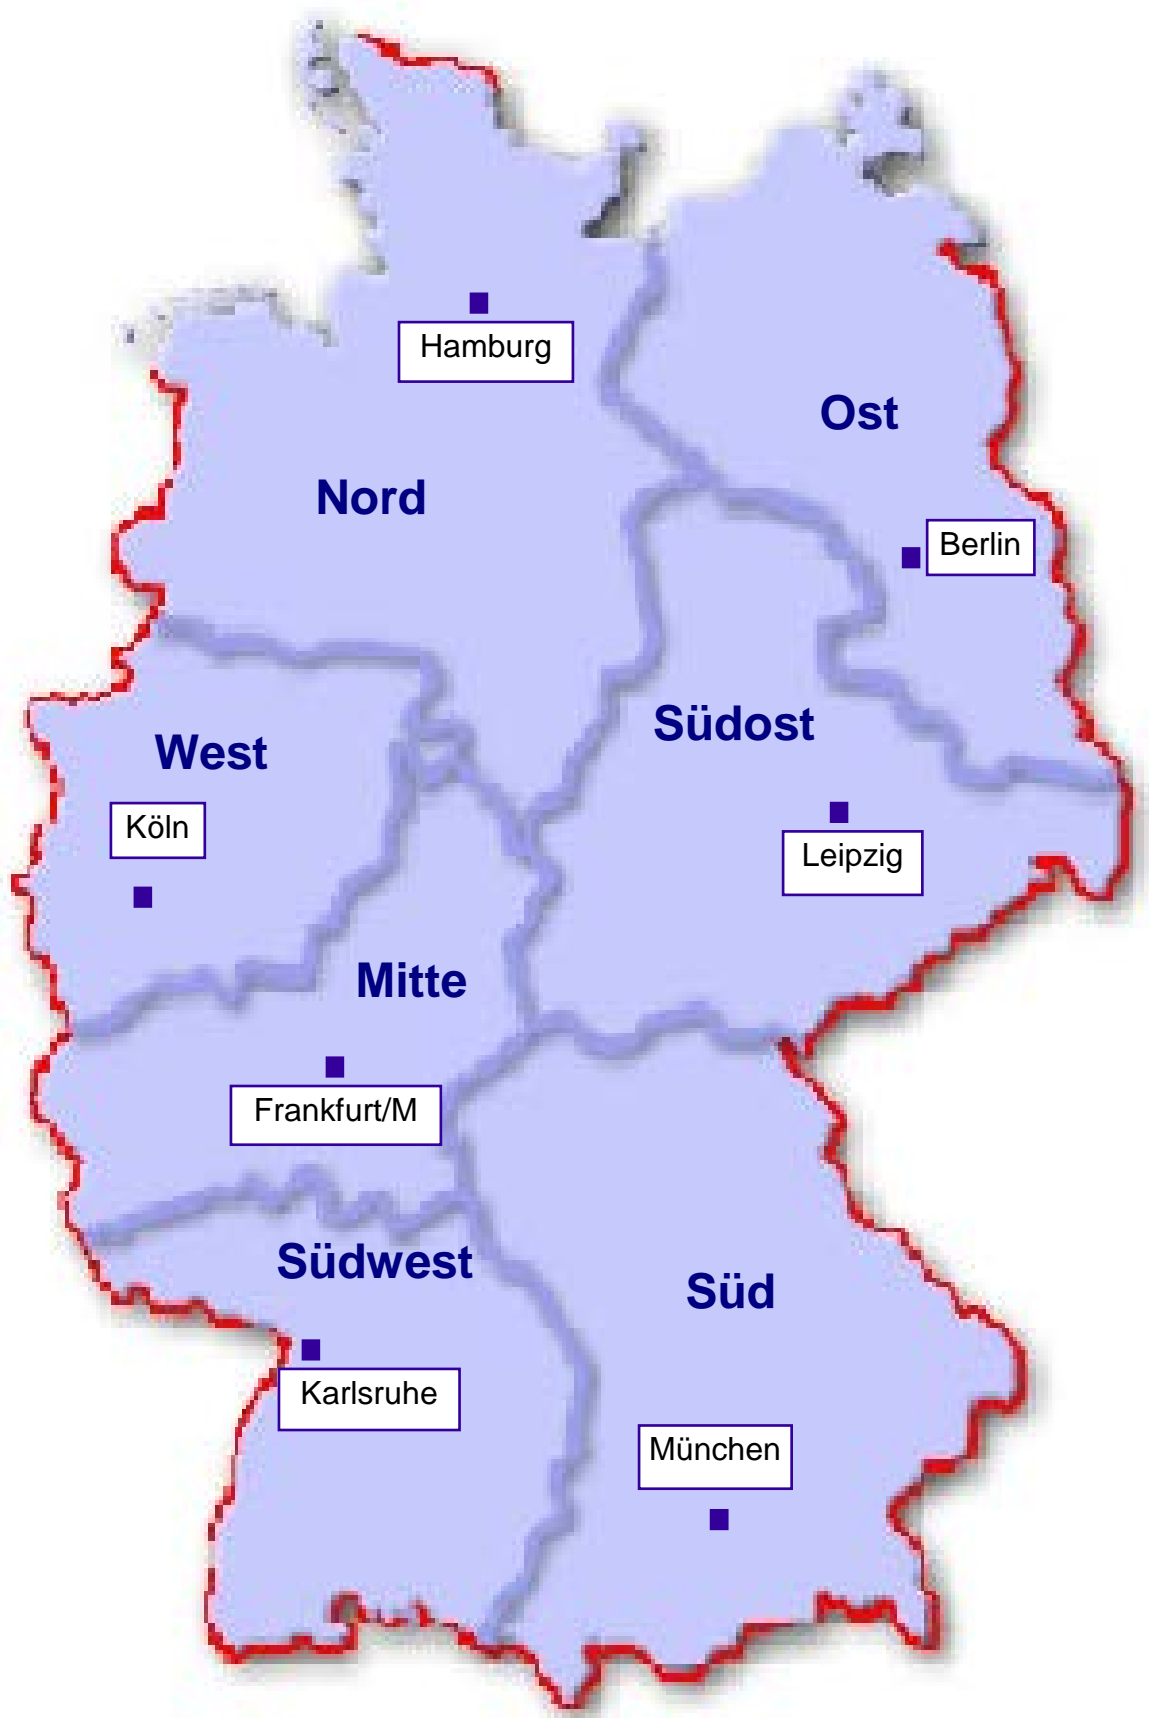 Hamburg
Ost
Nord
Berlin
Südost
West
Köln
Leipzig
Mitte
Frankfurt/M
Südwest
Süd
Karlsruhe
München